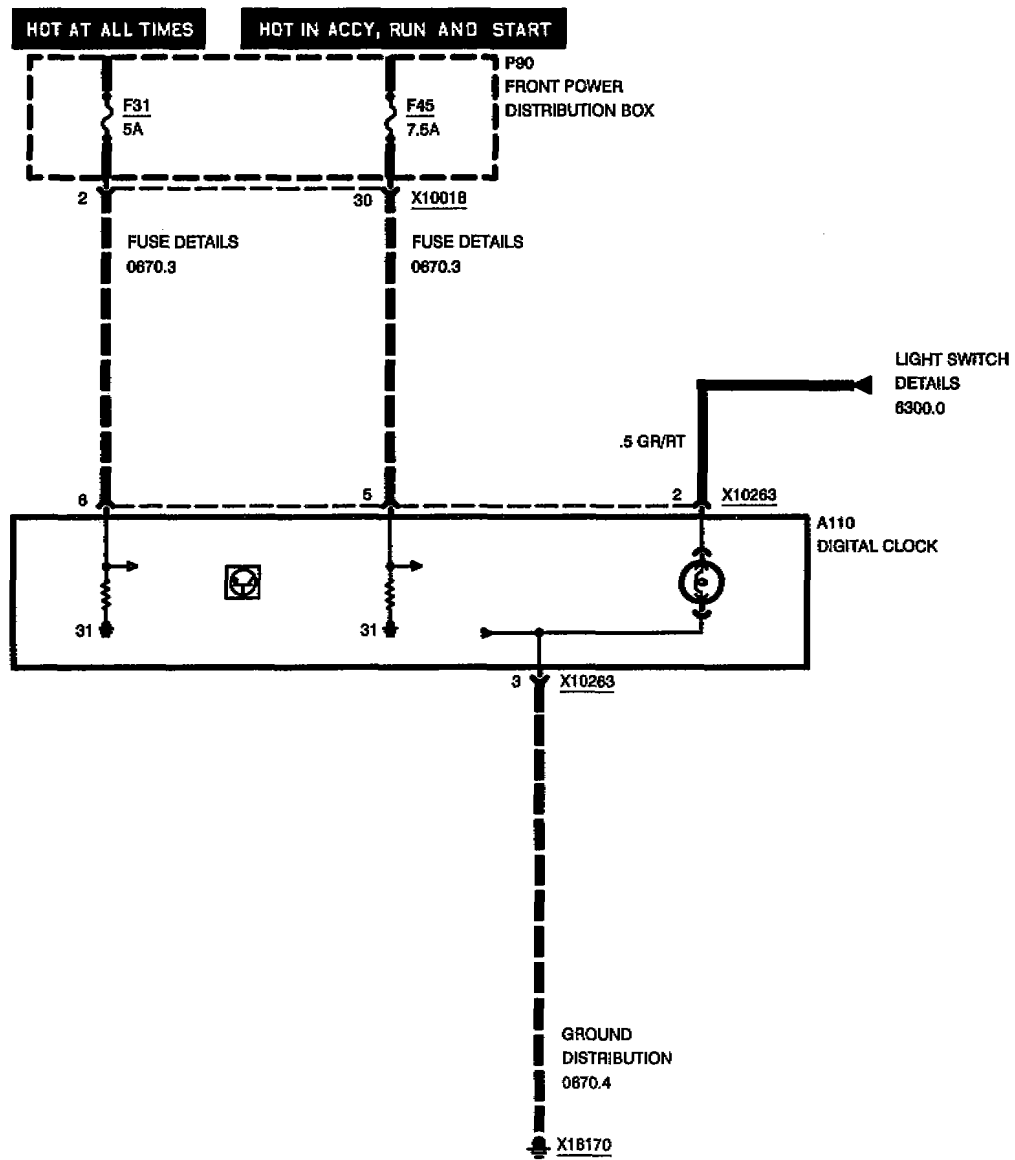 HOT AT ALL TIMES
HOT IN ACCY, RUN AND START
P90
FRONT POWER
DISTRIBUTION BOX
F31
5A
F45
7.5A
2
30
X10018
FUSE DETAILS
0670.3
FUSE DETAILS
0670.3
LIGHT SWITCH
DETAILS
6300.0
.5 GR/RT
6
5
2
X10263
A110
DIGITAL CLOCK
31
31
3
X10263
GROUND
DISTRIBUTION
0670.4
X18170